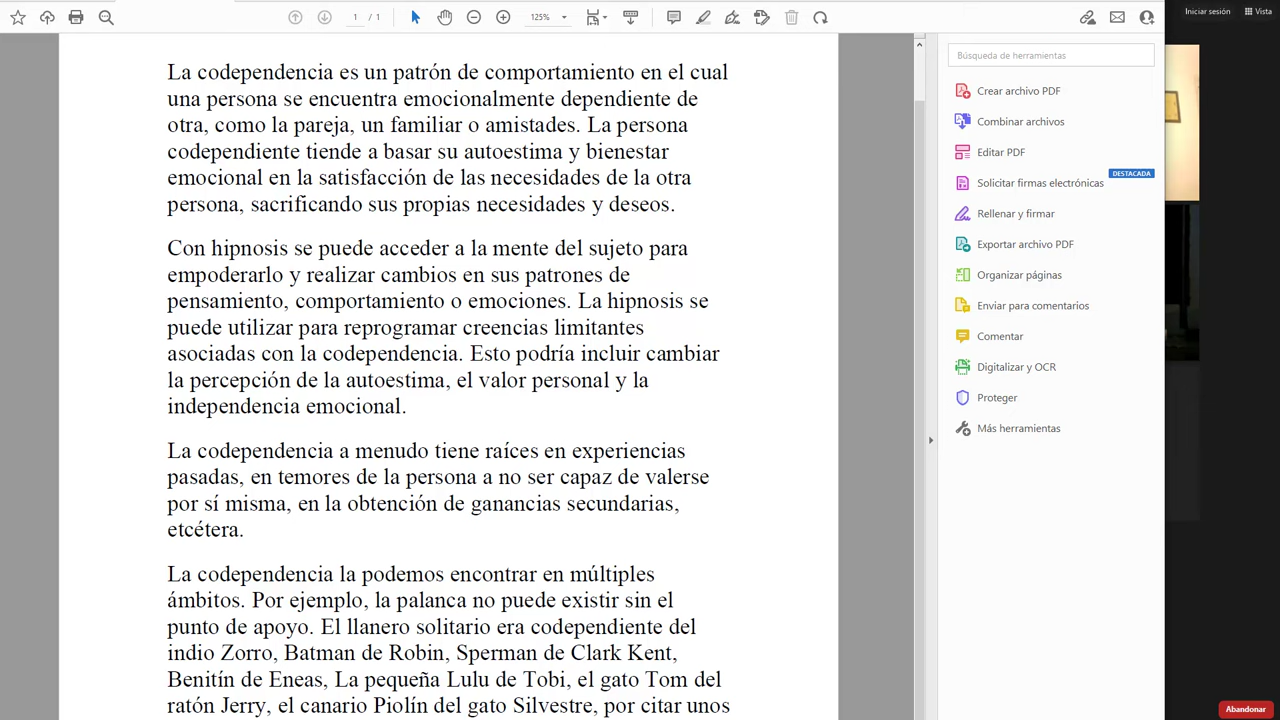 1 / 1
125%
Iniciar sesión
Vista
La codependencia es un patrón de comportamiento en el cual
una persona se encuentra emocionalmente dependiente de
otra, como la pareja, un familiar o amistades. La persona
codependiente tiende a basar su autoestima y bienestar
emocional en la satisfacción de las necesidades de la otra
persona, sacrificando sus propias necesidades y deseos.
Con hipnosis se puede acceder a la mente del sujeto para
empoderarlo y realizar cambios en sus patrones de
pensamiento, comportamiento o emociones. La hipnosis se
puede utilizar para reprogramar creencias limitantes
asociadas con la codependencia. Esto podría incluir cambiar
la percepción de la autoestima, el valor personal y la
independencia emocional.
La codependencia a menudo tiene raíces en experiencias
pasadas, en temores de la persona a no ser capaz de valerse
por sí misma, en la obtención de ganancias secundarias,
etcétera.
La codependencia la podemos encontrar en múltiples
ámbitos. Por ejemplo, la palanca no puede existir sin el
punto de apoyo. El llanero solitario era codependiente del
indio Zorro, Batman de Robin, Sperman de Clark Kent,
Benitín de Eneas, La pequeña Lulu de Tobi, el gato Tom del
ratón Jerry, el canario Piolín del gato Silvestre, por citar unos
Búsqueda de herramientas
Crear archivo PDF
Combinar archivos
Editar PDF
DESTACADA
Solicitar firmas electrónicas
Rellenar y firmar
Exportar archivo PDF
Organizar páginas
Enviar para comentarios
Comentar
Digitalizar y OCR
Proteger
Más herramientas
Abandonar